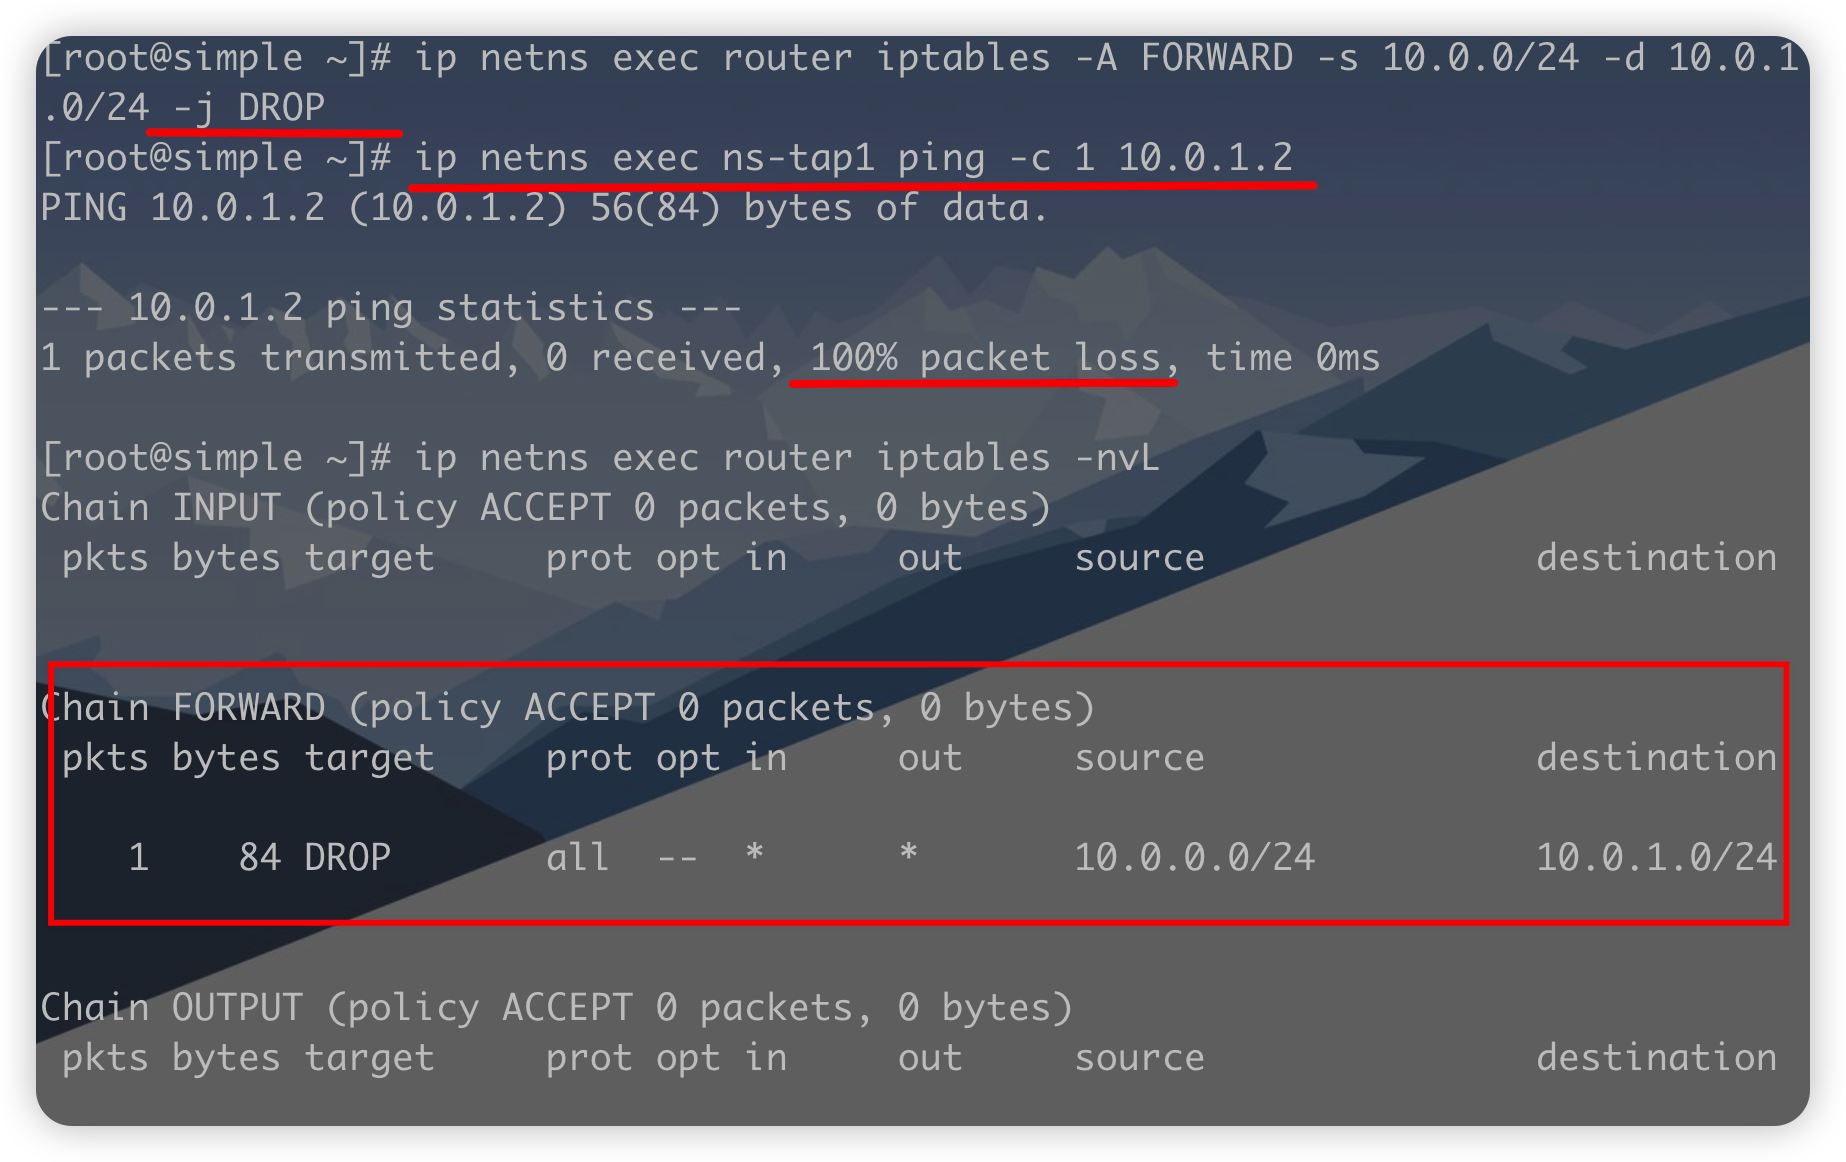 [root@simple ~]# ip netns exec router iptables -A FORWARD -s 10.0.0.0/24 -d 10.0.1
.0/24 -j DROP
[root@simple ~]# ip netns exec ns-tap1 ping -c 1 10.0.1.2
PING 10.0.1.2 (10.0.1.2) 56(84) bytes of data.
--- 10.0.1.2 ping statistics ---
1 packets transmitted, 0 received, 100% packet loss, time 0ms
[root@simple ~]# ip netns exec router iptables -nvL
Chain INPUT (policy ACCEPT 0 packets, 0 bytes)
pkts bytes target prot opt in out source destination
Chain FORWARD (policy ACCEPT 0 packets, 0 bytes)
pkts bytes target prot opt in out source destination
1 84 DROP all -- * * 10.0.0.0/24 10.0.1.0/24
Chain OUTPUT (policy ACCEPT 0 packets, 0 bytes)
pkts bytes target prot opt in out source destination